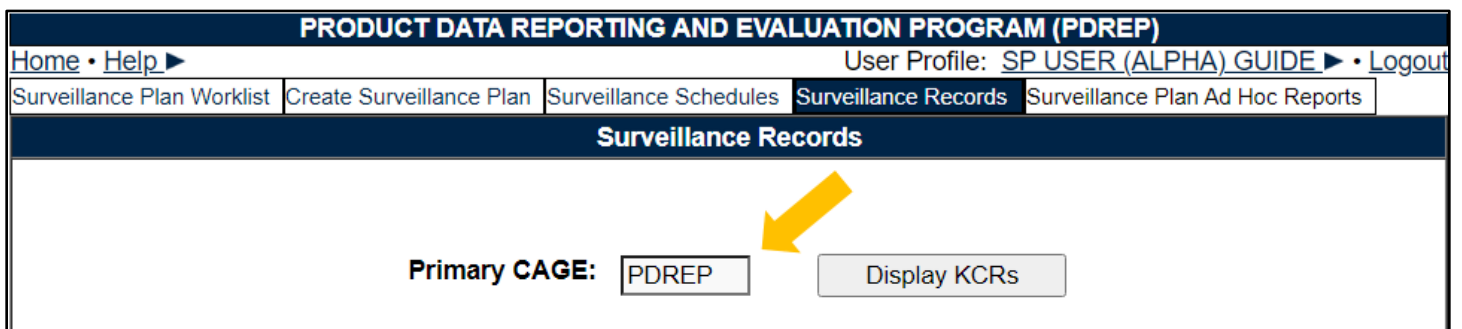 PRODUCT DATA REPORTING AND EVALUATION PROGRAM (PDREP)
Home • Help ► User Profile: SP USER (ALPHA) GUIDE ► • Logout
Surveillance Plan Worklist Create Surveillance Plan Surveillance Schedules Surveillance Records Surveillance Plan Ad Hoc Reports
Surveillance Records
Primary CAGE: PDREP Display KCRs